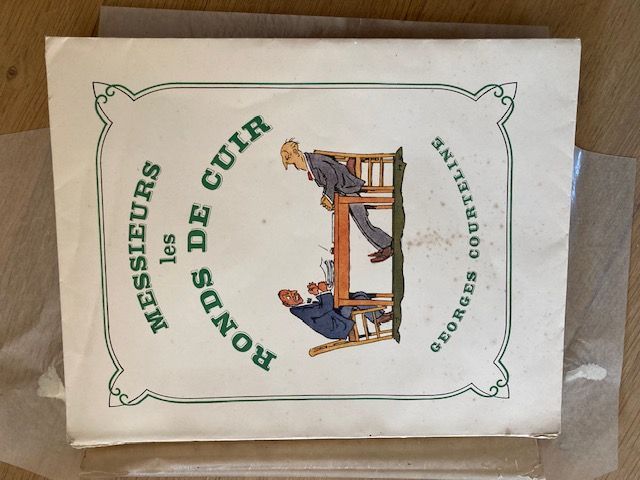 MESSIEURS
les
RONDS DE CUIR
GEORGES COURTELINE